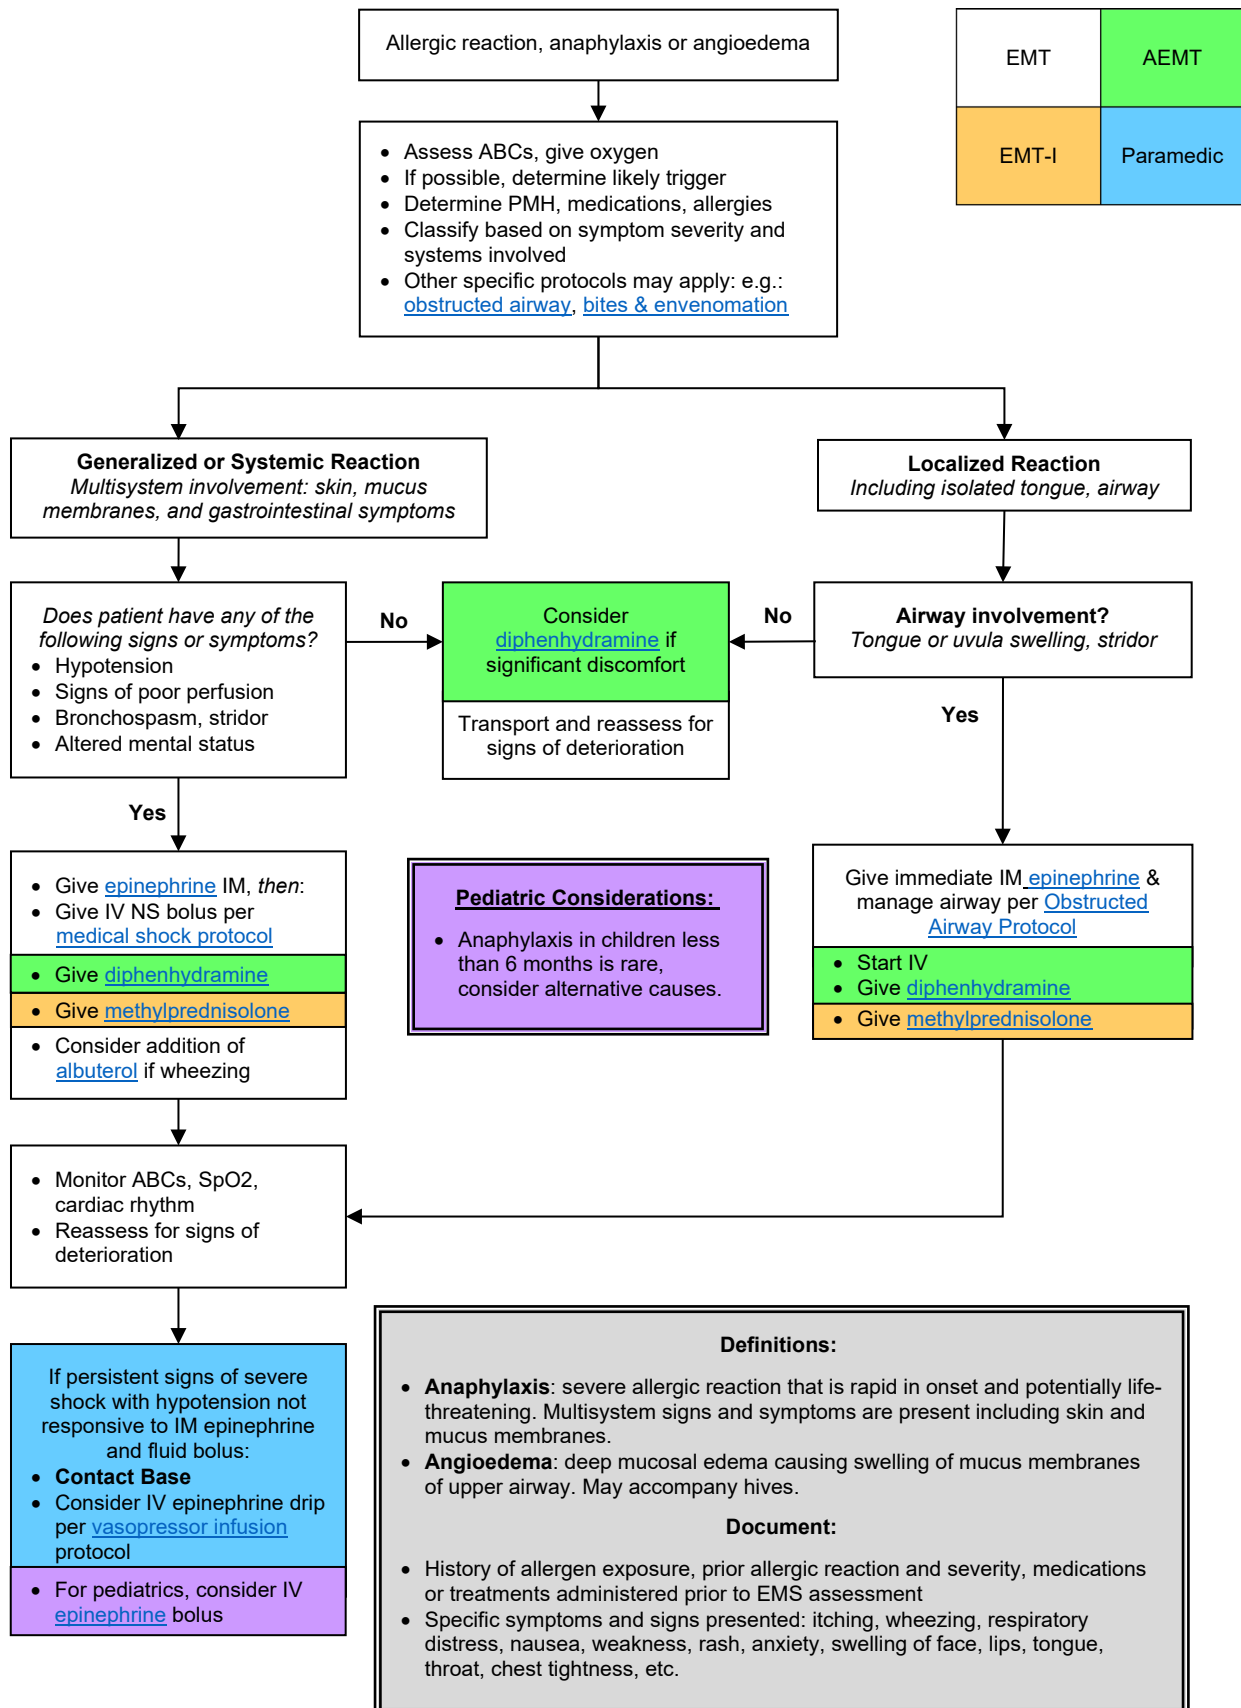 Allergic reaction, anaphylaxis or angioedema
EMT
AEMT
EMT-I
Paramedic
• Assess ABCs, give oxygen
• If possible, determine likely trigger
• Determine PMH, medications, allergies
• Classify based on symptom severity and
systems involved
• Other specific protocols may apply: e.g.:
obstructed airway, bites & envenomation
Generalized or Systemic Reaction
Multisystem involvement: skin, mucus
membranes, and gastrointestinal symptoms
Localized Reaction
Including isolated tongue, airway
Does patient have any of the
following signs or symptoms?
• Hypotension
• Signs of poor perfusion
• Bronchospasm, stridor
• Altered mental status
No
Consider
diphenhydramine if
significant discomfort
Transport and reassess for
signs of deterioration
No
Airway involvement?
Tongue or uvula swelling, stridor
Yes
Yes
• Give epinephrine IM, then:
• Give IV NS bolus per
medical shock protocol
• Give diphenhydramine
• Give methylprednisolone
• Consider addition of
albuterol if wheezing
Pediatric Considerations:
• Anaphylaxis in children less
than 6 months is rare,
consider alternative causes.
Give immediate IM epinephrine &
manage airway per Obstructed
Airway Protocol
• Start IV
• Give diphenhydramine
• Give methylprednisolone
• Monitor ABCs, SpO2,
cardiac rhythm
• Reassess for signs of
deterioration
If persistent signs of severe
shock with hypotension not
responsive to IM epinephrine
and fluid bolus:
• Contact Base
• Consider IV epinephrine drip
per vasopressor infusion
protocol
• For pediatrics, consider IV
epinephrine bolus
Definitions:
• Anaphylaxis: severe allergic reaction that is rapid in onset and potentially life-
threatening. Multisystem signs and symptoms are present including skin and
mucus membranes.
• Angioedema: deep mucosal edema causing swelling of mucus membranes
of upper airway. May accompany hives.
Document:
• History of allergen exposure, prior allergic reaction and severity, medications
or treatments administered prior to EMS assessment
• Specific symptoms and signs presented: itching, wheezing, respiratory
distress, nausea, weakness, rash, anxiety, swelling of face, lips, tongue,
throat, chest tightness, etc.